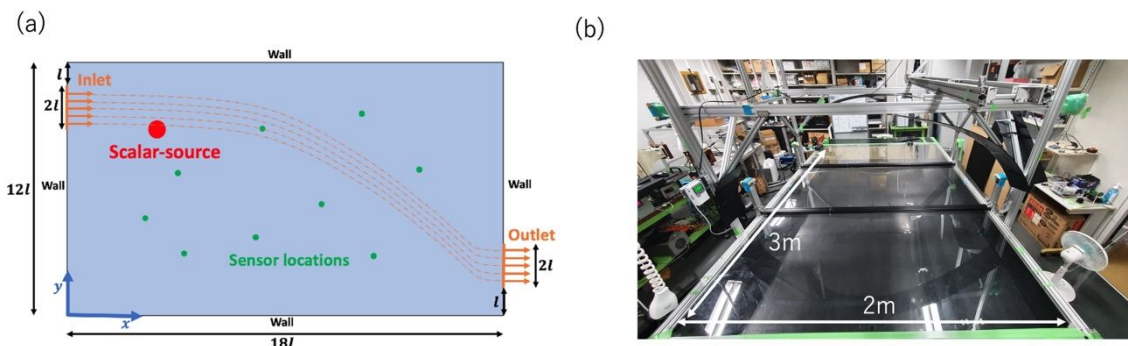 (a)
Wall
l
Inlet
2l
Scalar-source
12l
Wall
Wall
Outlet
Sensor locations
2l
l
y
x
Wall
18l
(b)
3m
2m